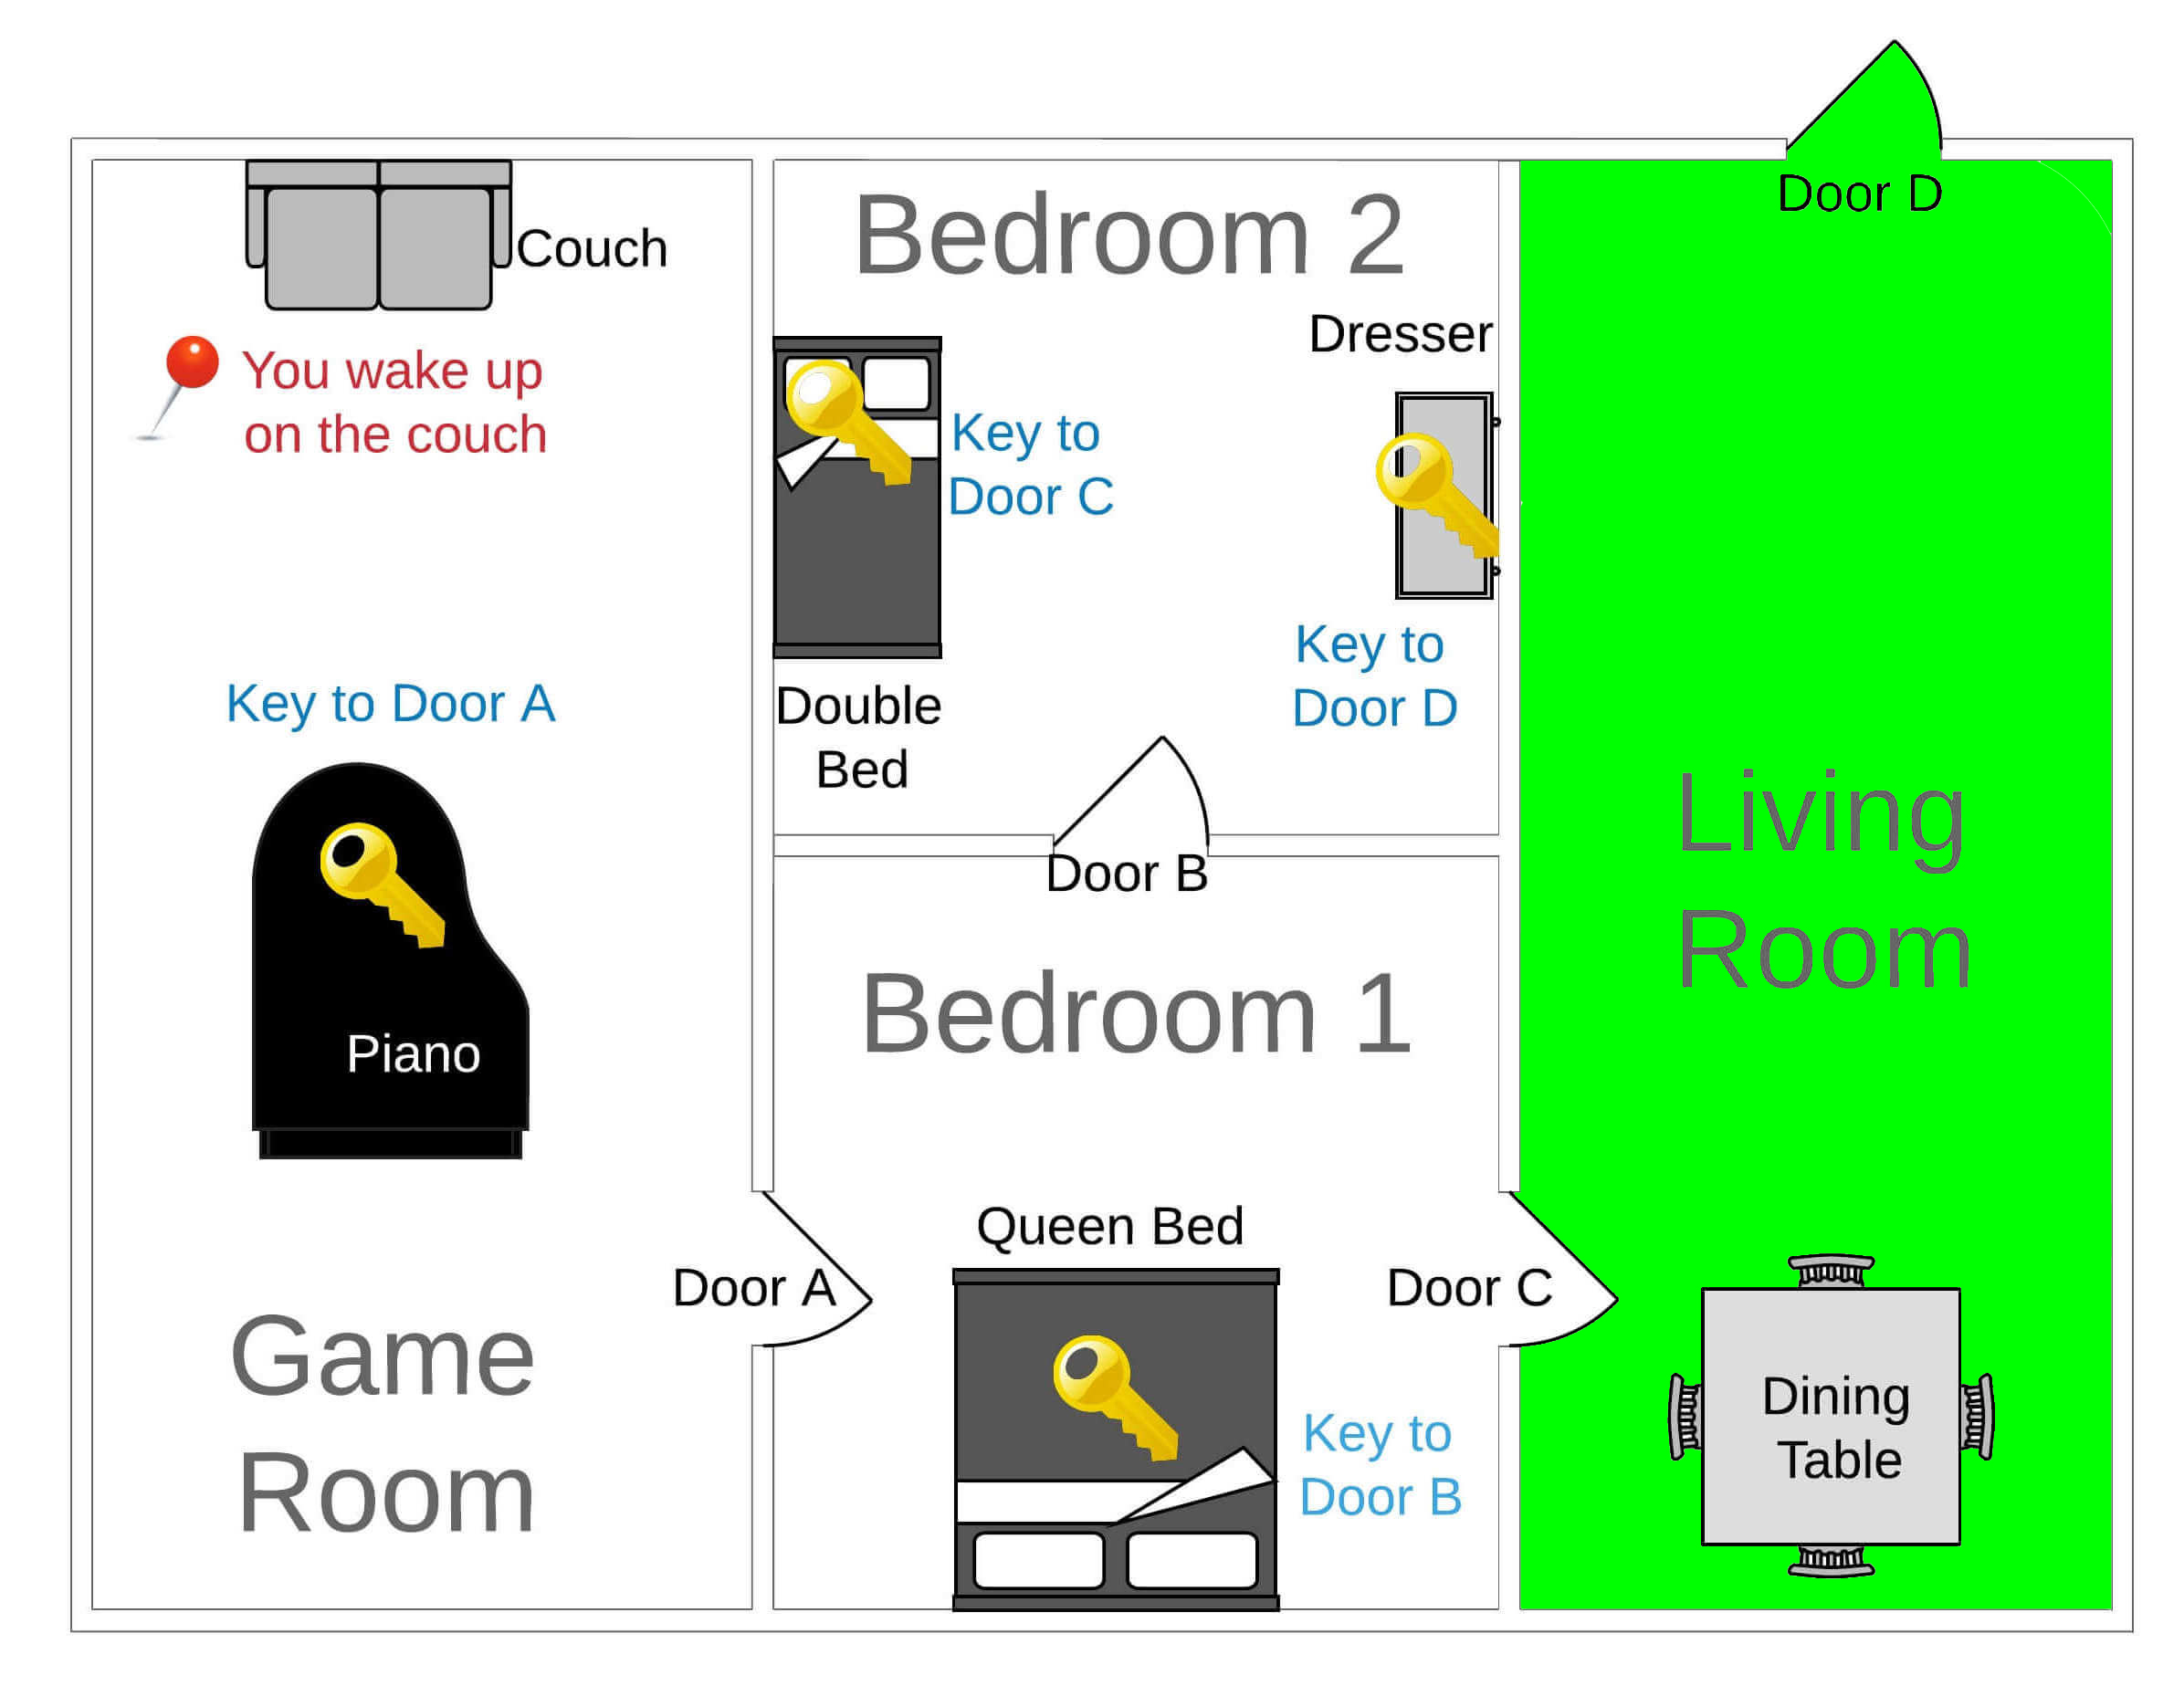 Door D
Bedroom 2
Couch
Dresser
You wake up
on the couch
Key to
Door C
Key to
Door D
Key to Door A
Double
Bed
Living
Room
Door B
Bedroom 1
Piano
Queen Bed
Door A
Door C
Game
Room
Key to
Door B
Dining
Table